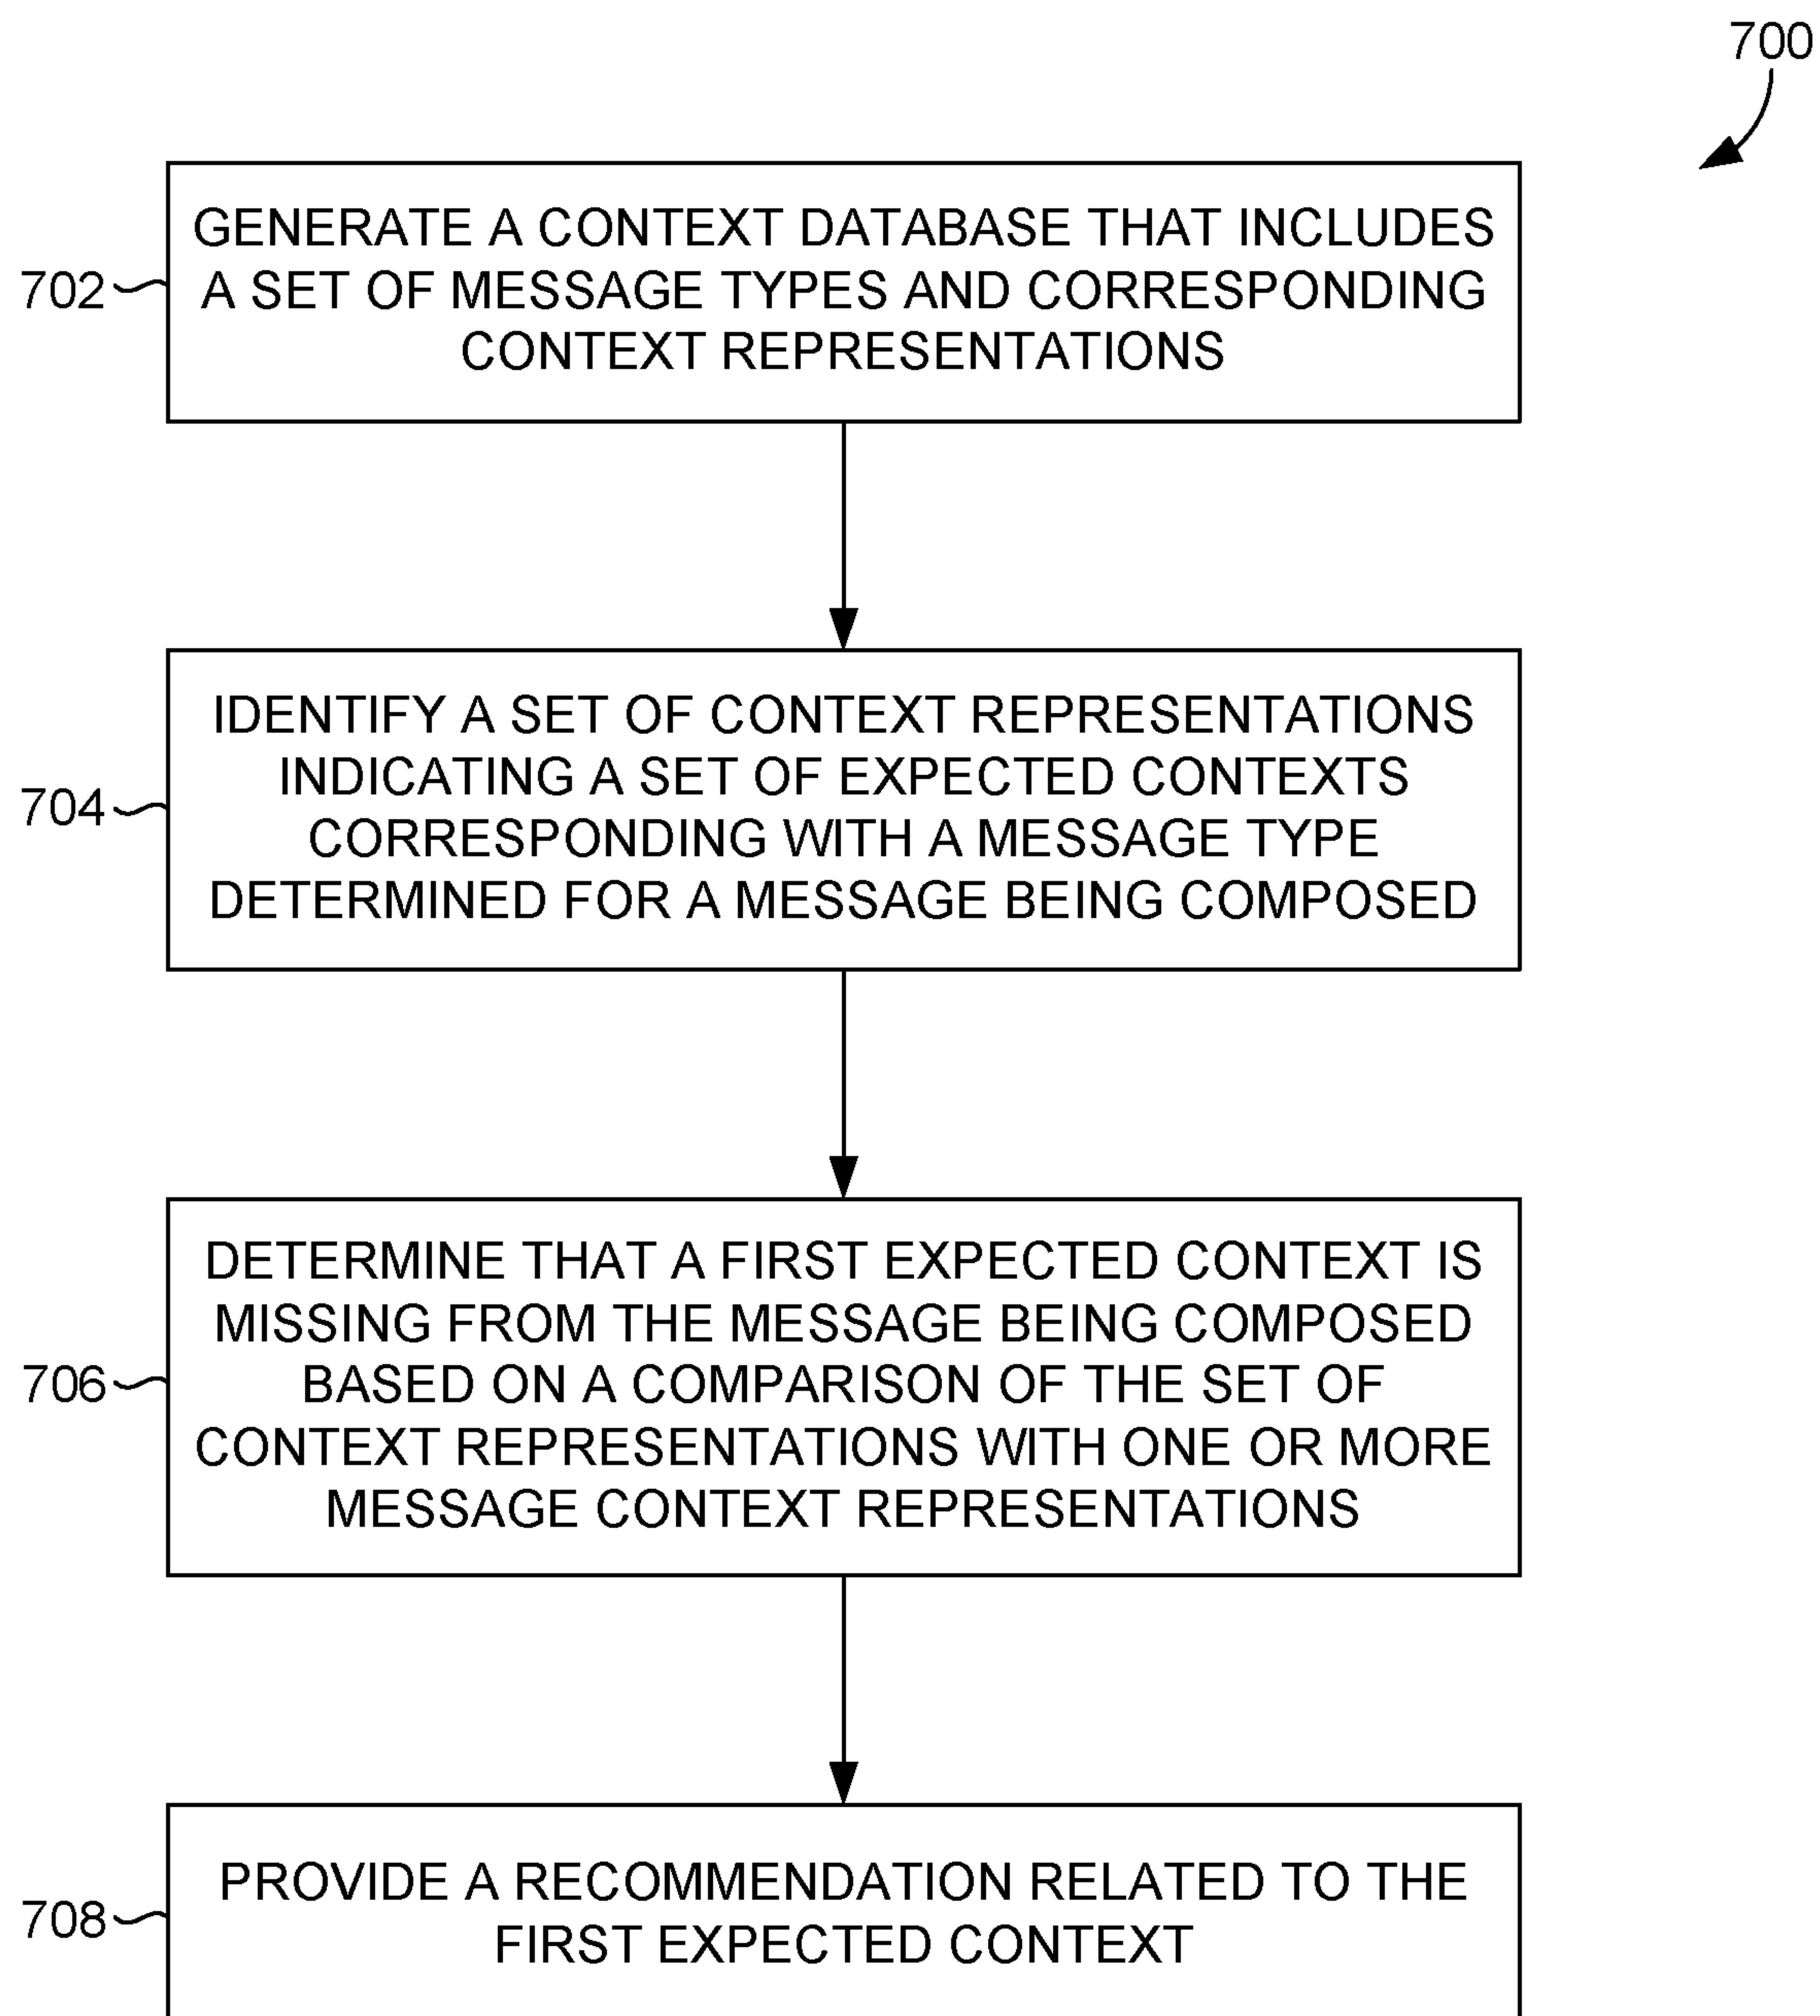 700
GENERATE A CONTEXT DATABASE THAT INCLUDES
A SET OF MESSAGE TYPES AND CORRESPONDING
CONTEXT REPRESENTATIONS
702
IDENTIFY A SET OF CONTEXT REPRESENTATIONS
INDICATING A SET OF EXPECTED CONTEXTS
CORRESPONDING WITH A MESSAGE TYPE
DETERMINED FOR A MESSAGE BEING COMPOSED
704
DETERMINE THAT A FIRST EXPECTED CONTEXT IS
MISSING FROM THE MESSAGE BEING COMPOSED
BASED ON A COMPARISON OF THE SET OF
CONTEXT REPRESENTATIONS WITH ONE OR MORE
MESSAGE CONTEXT REPRESENTATIONS
706
PROVIDE A RECOMMENDATION RELATED TO THE
FIRST EXPECTED CONTEXT
708